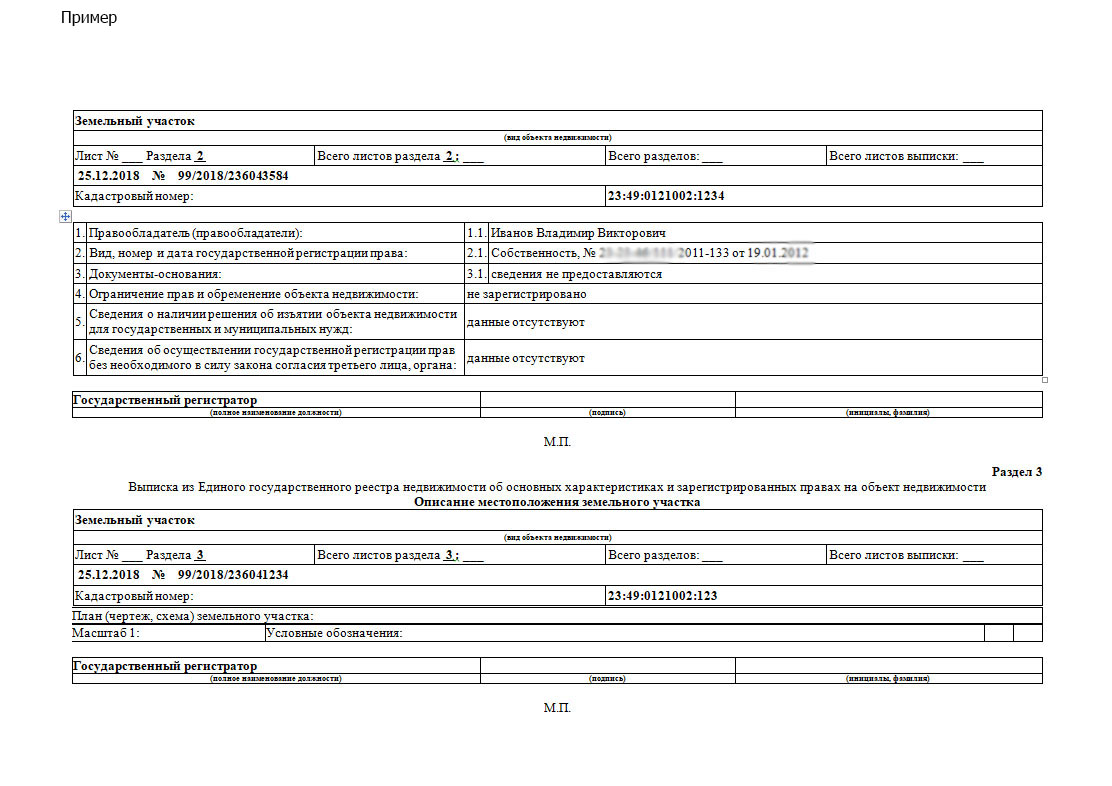 Пример
Земельный участок
(вид объекта недвижимости)
Лист № ___ Раздела 2 Всего листов раздела 2 : ___ Всего разделов: ___ Всего листов выписки: ___
25.12.2018 № 99/2018/236043584
Кадастровый номер: 23:49:0121002:1234
1. Правообладатель (правообладатели): 1.1. Иванов Владимир Викторович
2. Вид, номер и дата государственной регистрации права: 2.1. Собственность, № 2011-133 от 19.01.2012
3. Документы-основания: 3.1. сведения не предоставляются
4. Ограничение прав и обременение объекта недвижимости: не зарегистрировано
5. Сведения о наличии решения об изъятии объекта недвижимости
для государственных и муниципальных нужд: данные отсутствуют
6. Сведения об осуществлении государственной регистрации прав
без необходимого в силу закона согласия третьего лица, органа: данные отсутствуют
Государственный регистратор
(полное наименование должности) (подпись) (инициалы, фамилия)
М.П.
Раздел 3
Выписка из Единого государственного реестра недвижимости об основных характеристиках и зарегистрированных правах на объект недвижимости
Описание местоположения земельного участка
Земельный участок
(вид объекта недвижимости)
Лист № ___ Раздела 3 Всего листов раздела 3 : ___ Всего разделов: ___ Всего листов выписки: ___
25.12.2018 № 99/2018/236041234
Кадастровый номер: 23:49:0121002:123
План (чертеж, схема) земельного участка:
Масштаб 1: Условные обозначения:
Государственный регистратор
(полное наименование должности) (подпись) (инициалы, фамилия)
М.П.